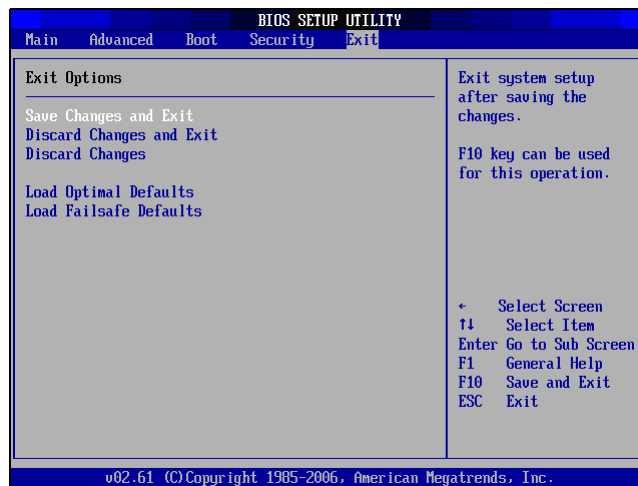 BIOS SETUP UTILITY
Main Advanced Boot Security Exit
Exit Options
Save Changes and Exit
Discard Changes and Exit
Discard Changes
Load Optimal Defaults
Load Failsafe Defaults
Exit system setup
after saving the
changes.
F10 key can be used
for this operation.
← Select Screen
↑↓ Select Item
Enter Go to Sub Screen
F1 General Help
F10 Save and Exit
ESC Exit
v02.61 (C)Copyright 1985-2006, American Megatrends, Inc.